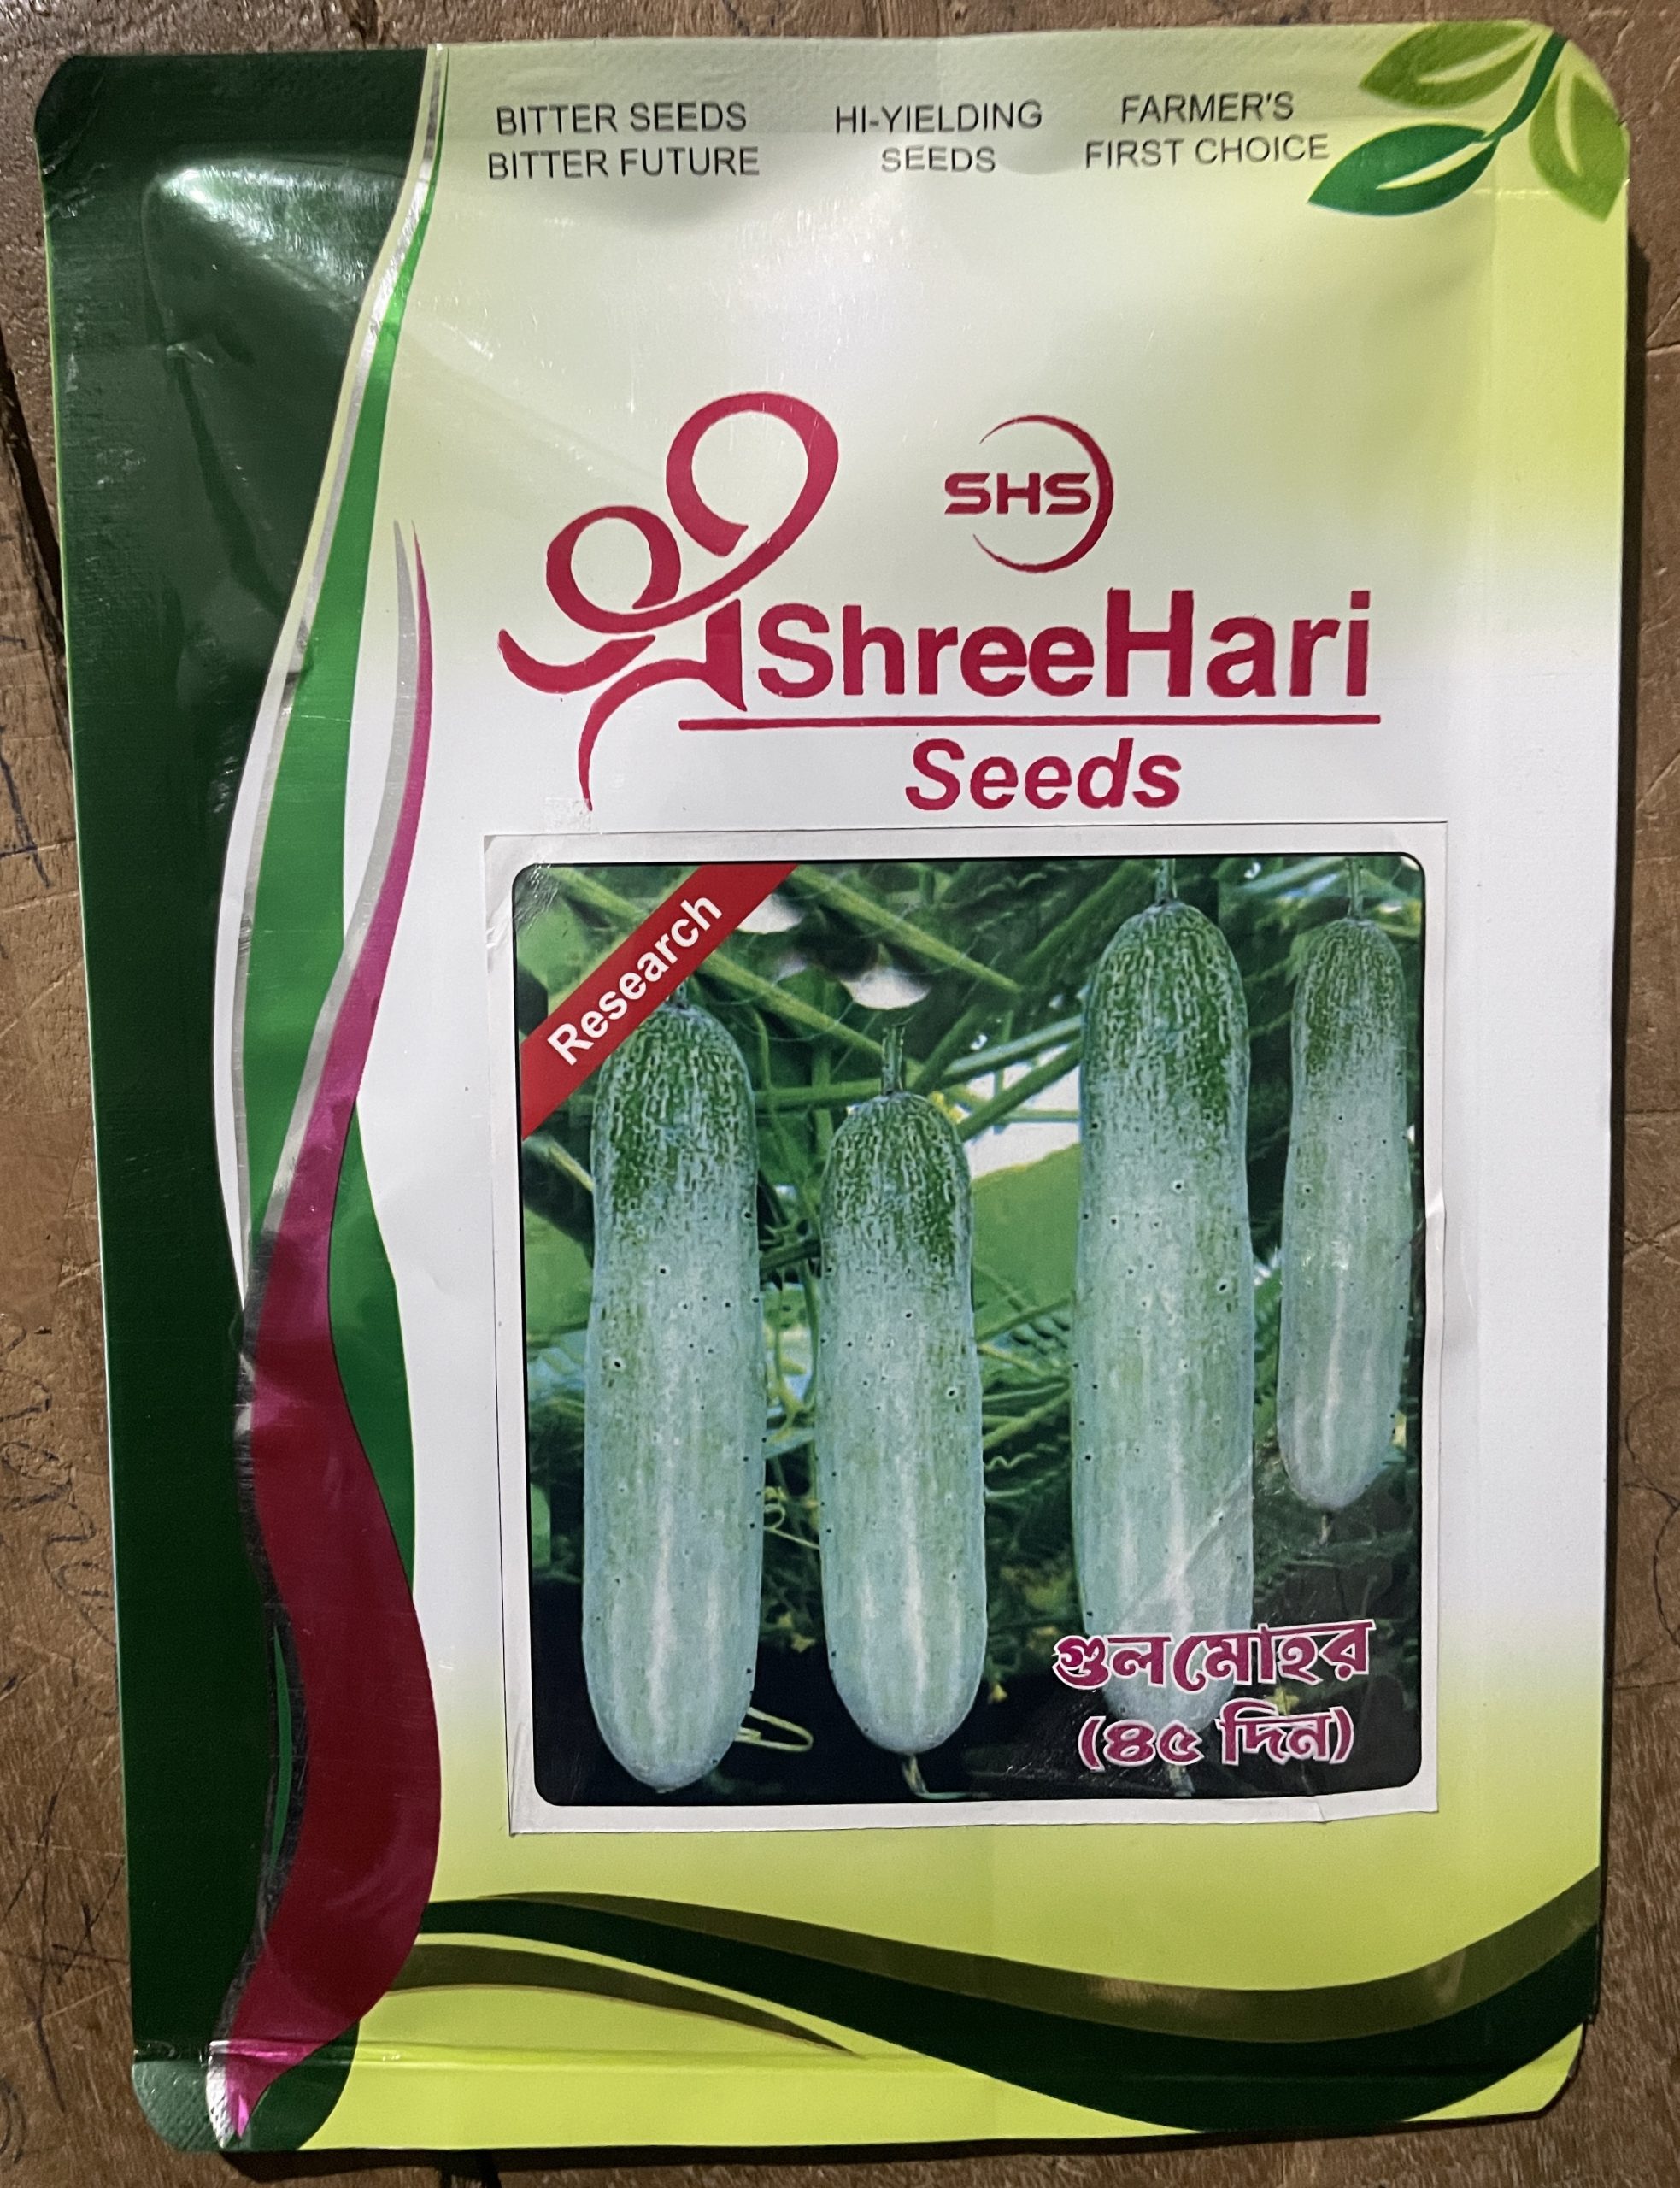 BITTER SEEDS
BITTER FUTURE
HI-YIELDING
SEEDS
FARMER'S
FIRST CHOICE
SHS
শ্রী ShreeHari
Seeds
Research
গুলমোহর
(৪৫ দিন)